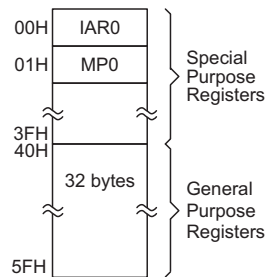 00H IAR0
01H MP0
Special
Purpose
Registers
3FH
40H
32 bytes
General
Purpose
Registers
5FH